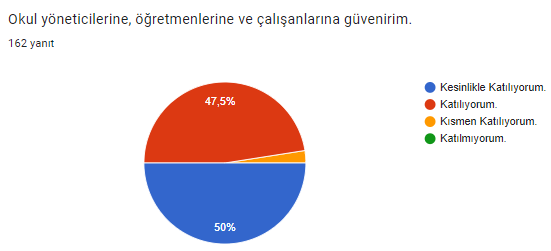 Okul yöneticilerine, öğretmenlerine ve çalışanlarına güvenirim.
162 yanıt
Kesinlikle Katılıyorum.
Katılıyorum.
Kısmen Katılıyorum.
Katılmıyorum.
47,5%
50%